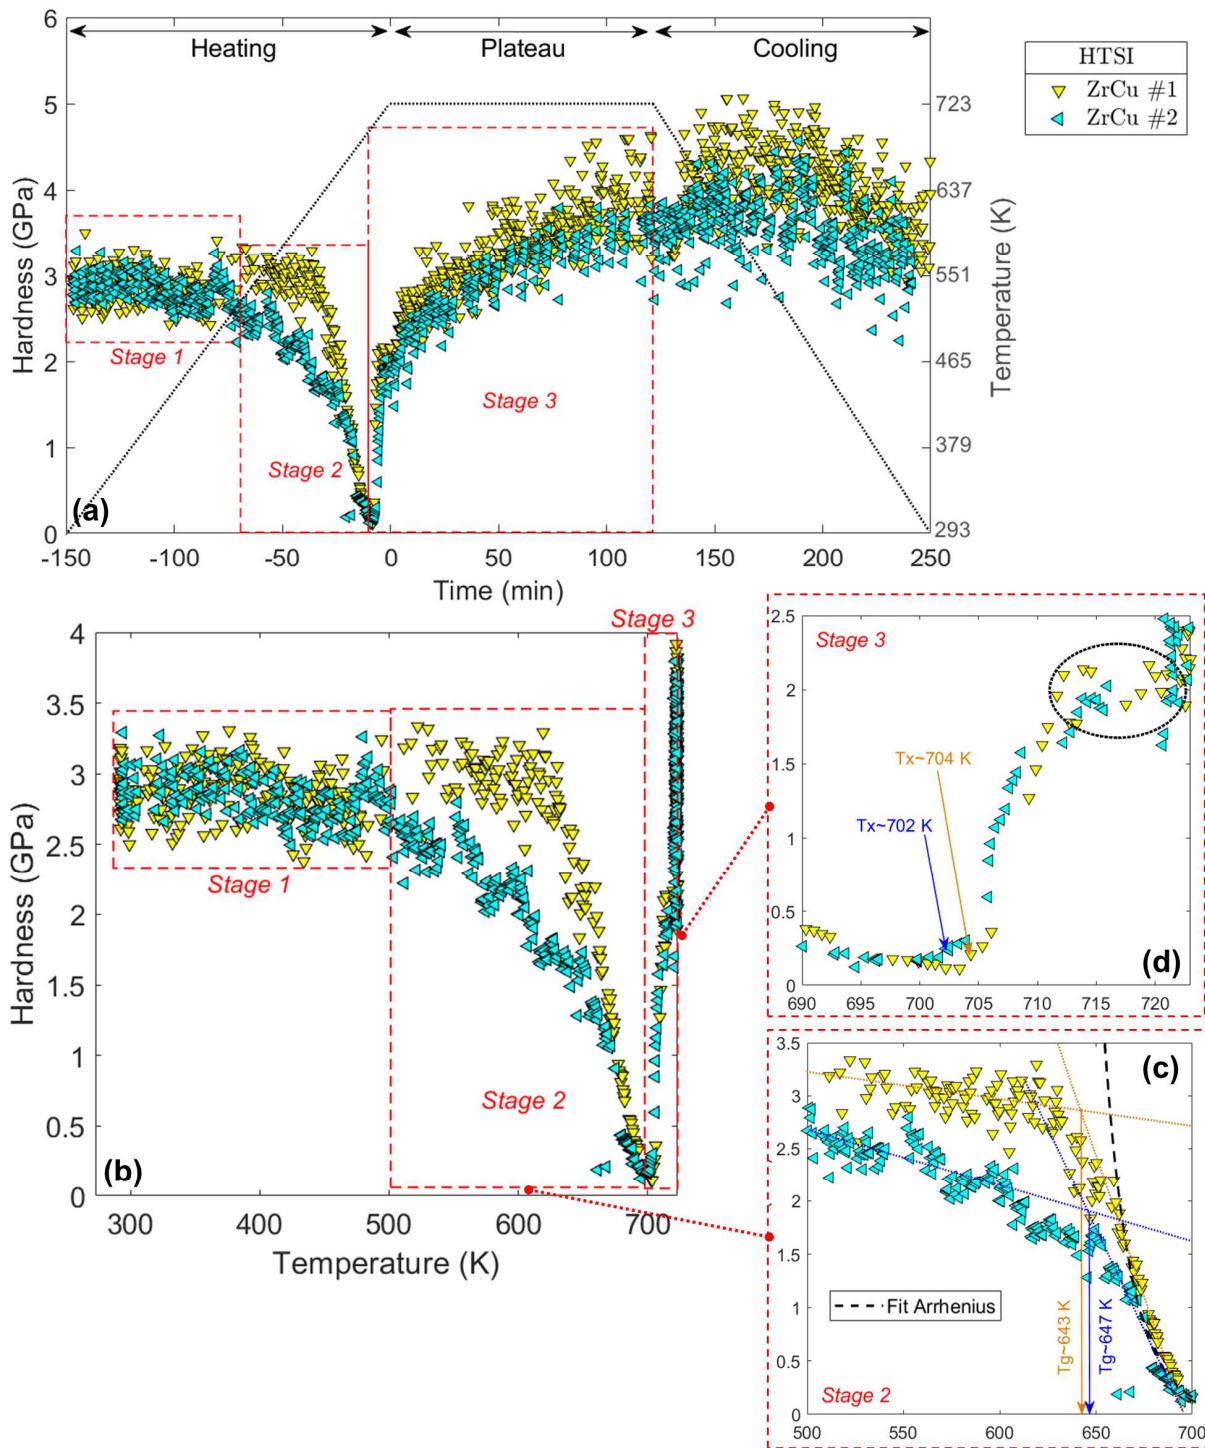 Heating
Plateau
Cooling
HTSI
ZrCu #1
ZrCu #2
6
5
4
3
2
1
0
Hardness (GPa)
723
637
551
465
379
293
Temperature (K)
Stage 1
Stage 2
Stage 3
(a)
-150
-100
-50
0
50
100
150
200
250
Time (min)
Stage 3
4
3.5
3
2.5
2
1.5
1
0.5
0
Hardness (GPa)
Stage 1
Stage 2
(b)
300
400
500
600
700
Temperature (K)
2.5
2
1.5
1
0.5
0
Stage 3
Tx~704 K
Tx~702 K
(d)
690
695
700
705
710
715
720
3.5
3
2.5
2
1.5
1
0.5
0
(c)
Fit Arrhenius
Tg~643 K
Tg~647 K
Stage 2
500
550
600
650
700